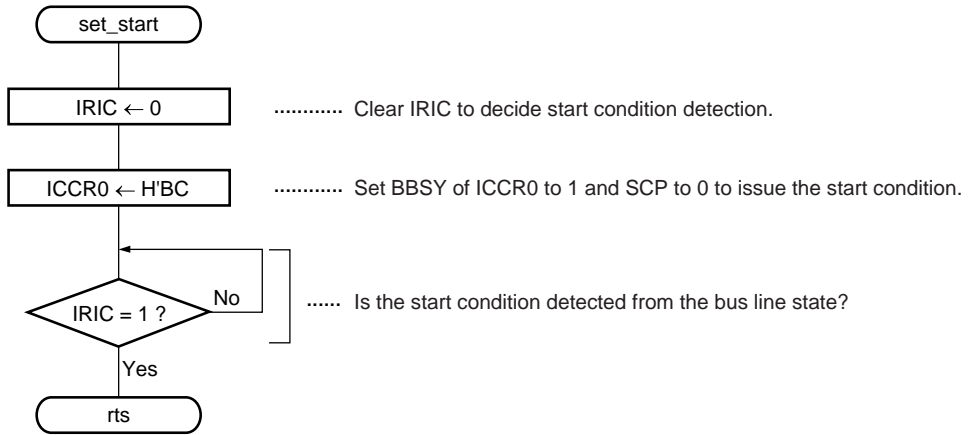 set_start
IRIC ← 0
............ Clear IRIC to decide start condition detection.
ICCR0 ← H'BC
............ Set BBSY of ICCR0 to 1 and SCP to 0 to issue the start condition.
No
IRIC = 1 ?
...... Is the start condition detected from the bus line state?
Yes
rts